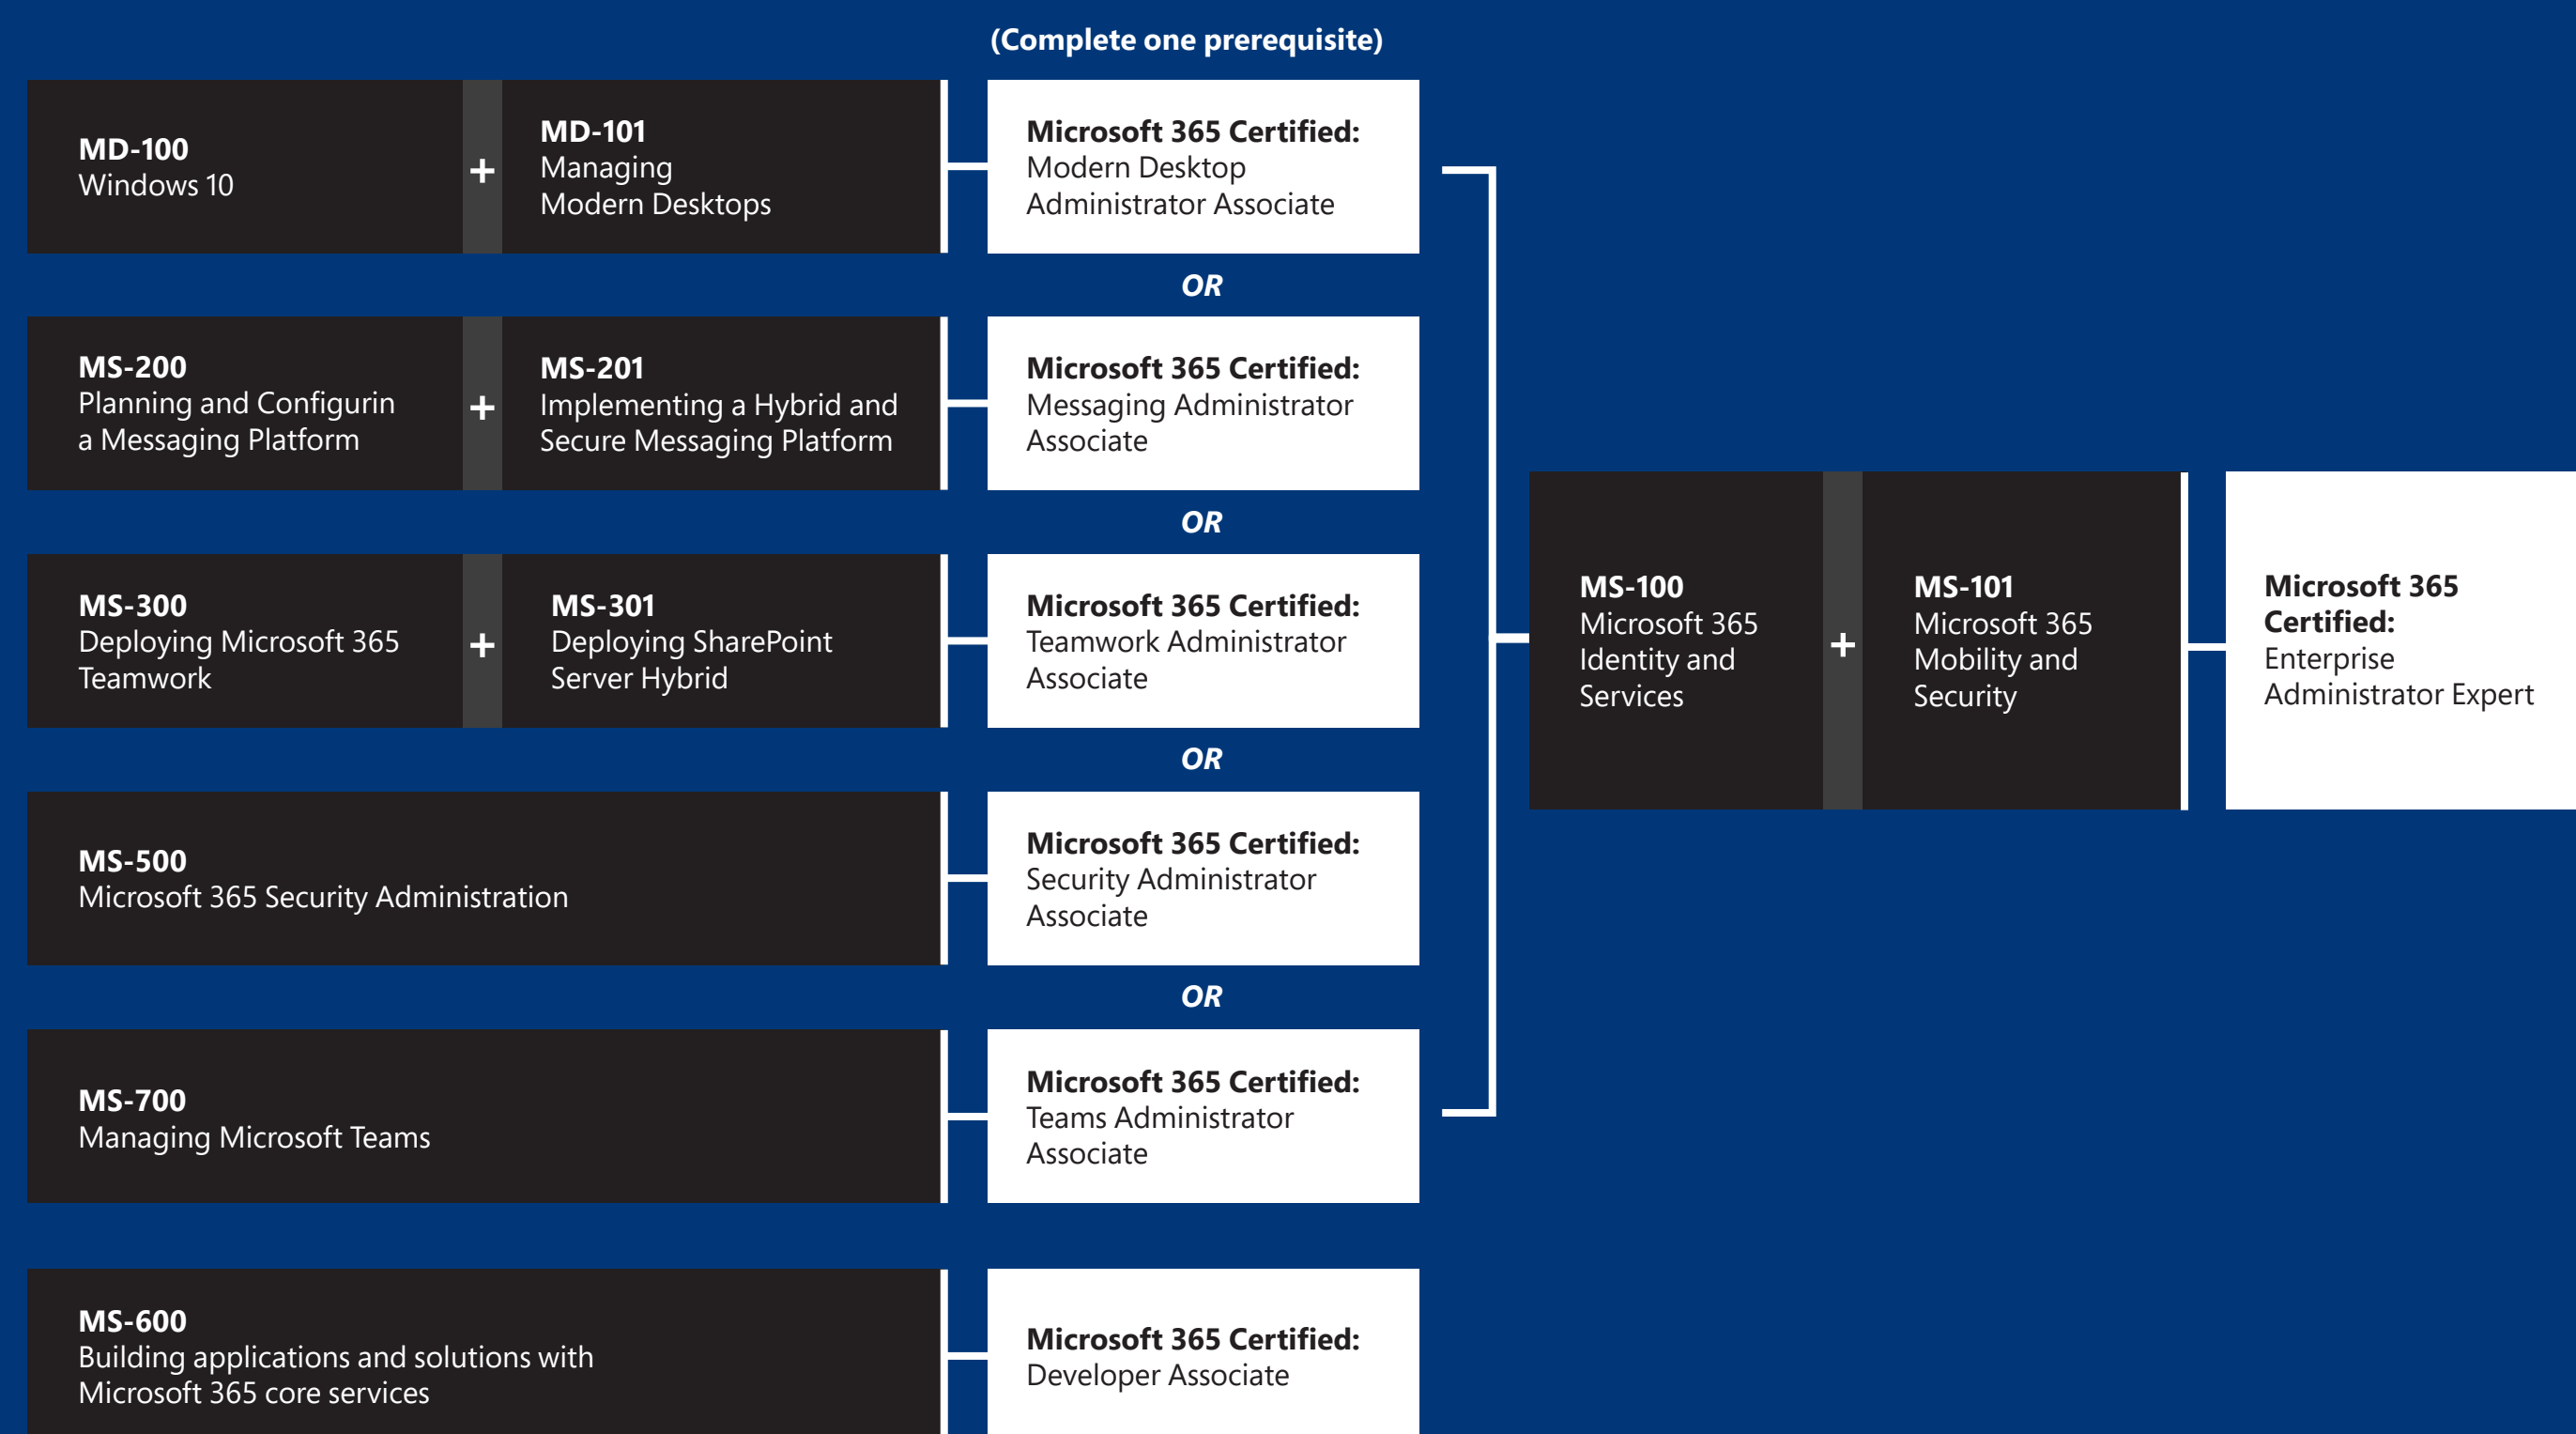 (Complete one prerequisite)
MD-100
Windows 10
+
MD-101
Managing
Modern Desktops
Microsoft 365 Certified:
Modern Desktop
Administrator Associate
OR
MS-200
Planning and Configurin
a Messaging Platform
+
MS-201
Implementing a Hybrid and
Secure Messaging Platform
Microsoft 365 Certified:
Messaging Administrator
Associate
OR
MS-300
Deploying Microsoft 365
Teamwork
+
MS-301
Deploying SharePoint
Server Hybrid
Microsoft 365 Certified:
Teamwork Administrator
Associate
OR
MS-500
Microsoft 365 Security Administration
Microsoft 365 Certified:
Security Administrator
Associate
OR
MS-700
Managing Microsoft Teams
Microsoft 365 Certified:
Teams Administrator
Associate
MS-600
Building applications and solutions with
Microsoft 365 core services
Microsoft 365 Certified:
Developer Associate
MS-100
Microsoft 365
Identity and
Services
+
MS-101
Microsoft 365
Mobility and
Security
Microsoft 365
Certified:
Enterprise
Administrator Expert